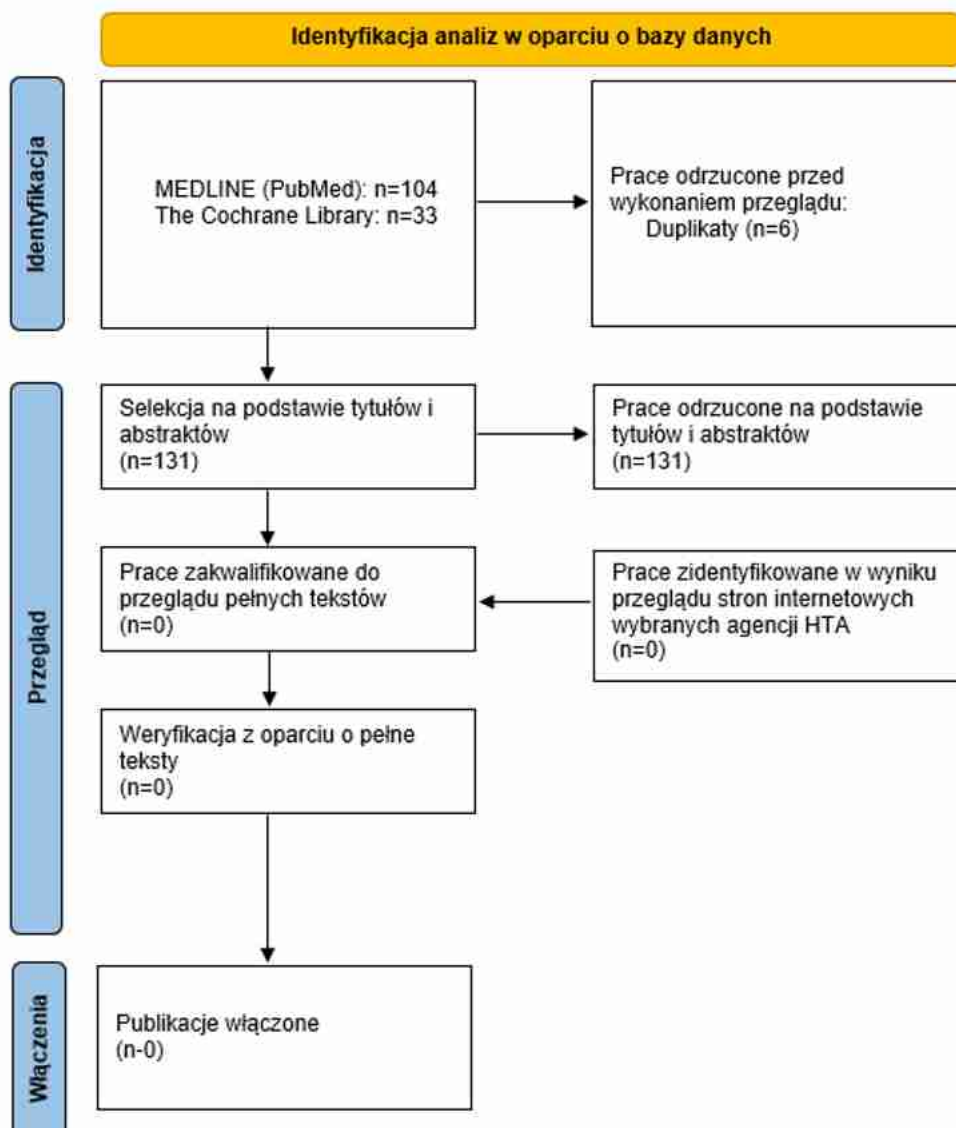 Identyfikacja analiz w oparciu o bazy danych
Identyfikacja
MEDLINE (PubMed): n=104
The Cochrane Library: n=33
Prace odrzucone przed
wykonaniem przeglądu:
Duplikaty (n=6)
Przegląd
Selekcja na podstawie tytułów i
abstraktów
(n=131)
Prace odrzucone na podstawie
tytułów i abstraktów
(n=131)
Prace zakwalifikowane do
przeglądu pełnych tekstów
(n=0)
Prace zidentyfikowane w wyniku
przeglądu stron internetowych
wybranych agencji HTA
(n=0)
Weryfikacja z oparciu o pełne
teksty
(n=0)
Włączenia
Publikacje włączone
(n-0)